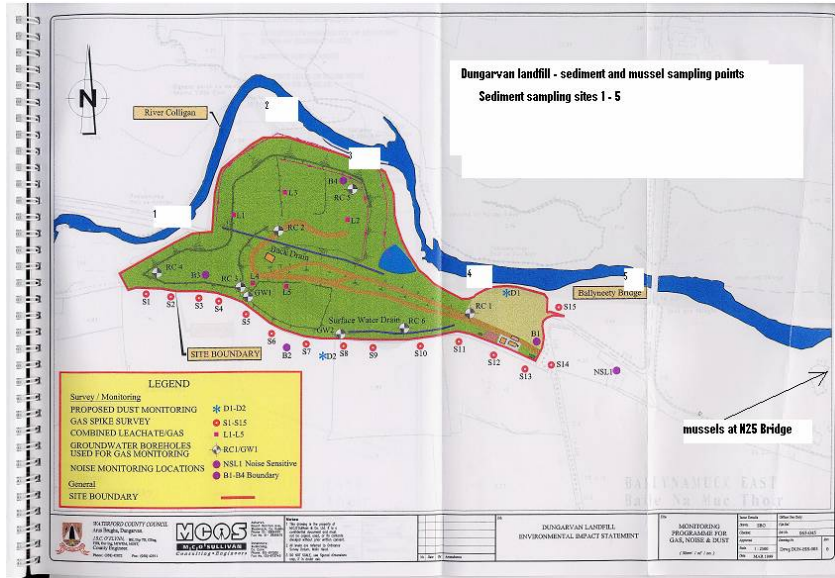 Dungarvan landfill - sediment and mussel sampling points
Sediment sampling sites 1 - 5
N
River Colligan
2
3
1
B4
RC 5
L3
L1
L2
RC 2
Back Drain
RC 4
B3
RC 3
L4
GW1
L5
4
5
D1
Ballyneety Bridge
S1
S2
S3
S4
S5
S6
RC 1
S15
Surface Water Drain
RC 6
GW2
B1
SITE BOUNDARY
B2
S7
D2
S8
S9
S10
S11
S12
S13
S14
NSL1
mussels at N25 Bridge
LEGEND
Survey / Monitoring
PROPOSED DUST MONITORING
D1-D2
GAS SPIKE SURVEY
S1-S15
COMBINED LEACHATE/GAS
L1-L5
GROUNDWATER BOREHOLES
USED FOR GAS MONITORING
RC1/GW1
NOISE MONITORING LOCATIONS
NSL1 Noise Sensitive
B1-B4 Boundary
General
SITE BOUNDARY
BALLYNAMUCK EAST
WATERFORD COUNTY COUNCIL
County Engineer
MCOS
M.C.O'SULLIVAN
Consulting Engineers
DUNGARVAN LANDFILL
ENVIRONMENTAL IMPACT STATEMENT
MONITORING
PROGRAMME FOR
GAS, NOISE & DUST